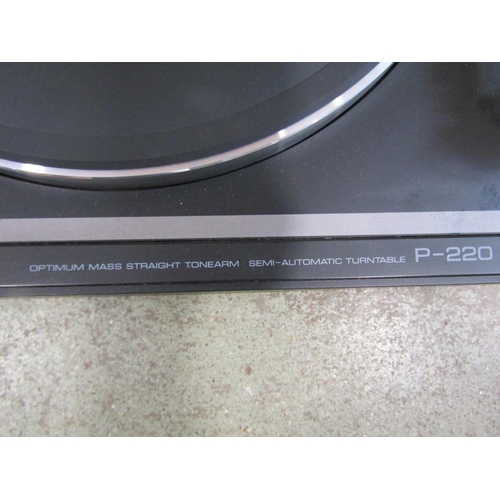 OPTIMUM MASS STRAIGHT TONEARM SEMI-AUTOMATIC TURNTABLE P-220